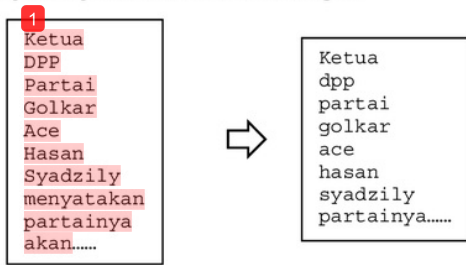 1
Ketua
DPP
Partai
Golkar
Ace
Hasan
Syadzily
menyatakan
partainya
akan......
Ketua
dpp
partai
golkar
ace
hasan
syadzily
partainya......